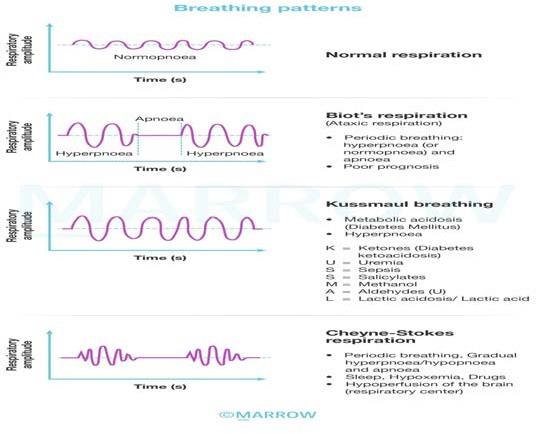 Breathing patterns
Respiratory
amplitude
Normopnoea
Time (s)
Normal respiration
Respiratory
amplitude
Apnoea
Hyperpnoea
Hyperpnoea
Time (s)
Biot's respiration
(Ataxic respiration)
• Periodic breathing:
hyperpnoea (or
normopnoea) and
apnoea
• Poor prognosis
MARROW
Respiratory
amplitude
Time (s)
Kussmaul breathing
• Metabolic acidosis
(Diabetes Mellitus)
• Hyperpnoea
K = Ketones (Diabetes
ketoacidosis)
U = Uremia
S = Sepsis
S = Salicylates
M = Methanol
A = Aldehydes (U)
L = Lactic acidosis/ Lactic acid
Respiratory
amplitude
Time (s)
Cheyne-Stokes
respiration
• Periodic breathing, Gradual
hyperpnoea/hypopnoea
and apnoea
• Sleep, Hypoxemia, Drugs
• Hypoperfusion of the brain
(respiratory center)
©MARROW